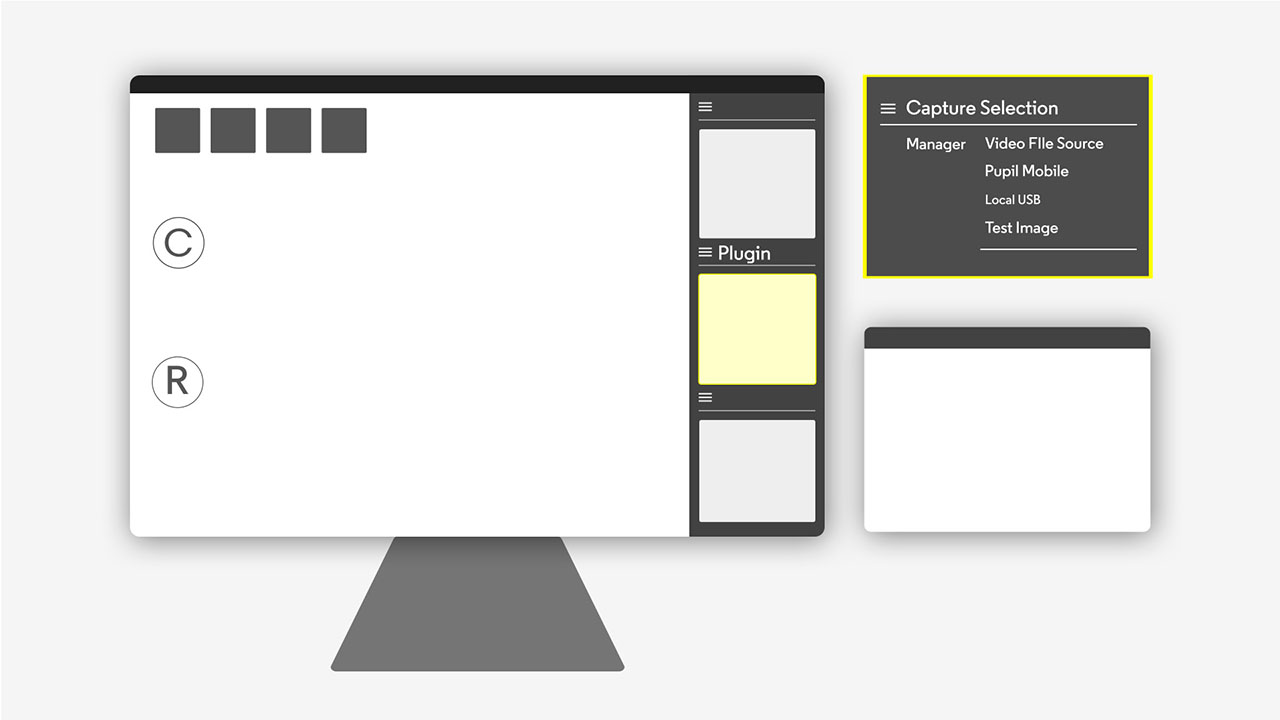 C
R
Plugin
Capture Selection
Manager
Video FIle Source
Pupil Mobile
Local USB
Test Image